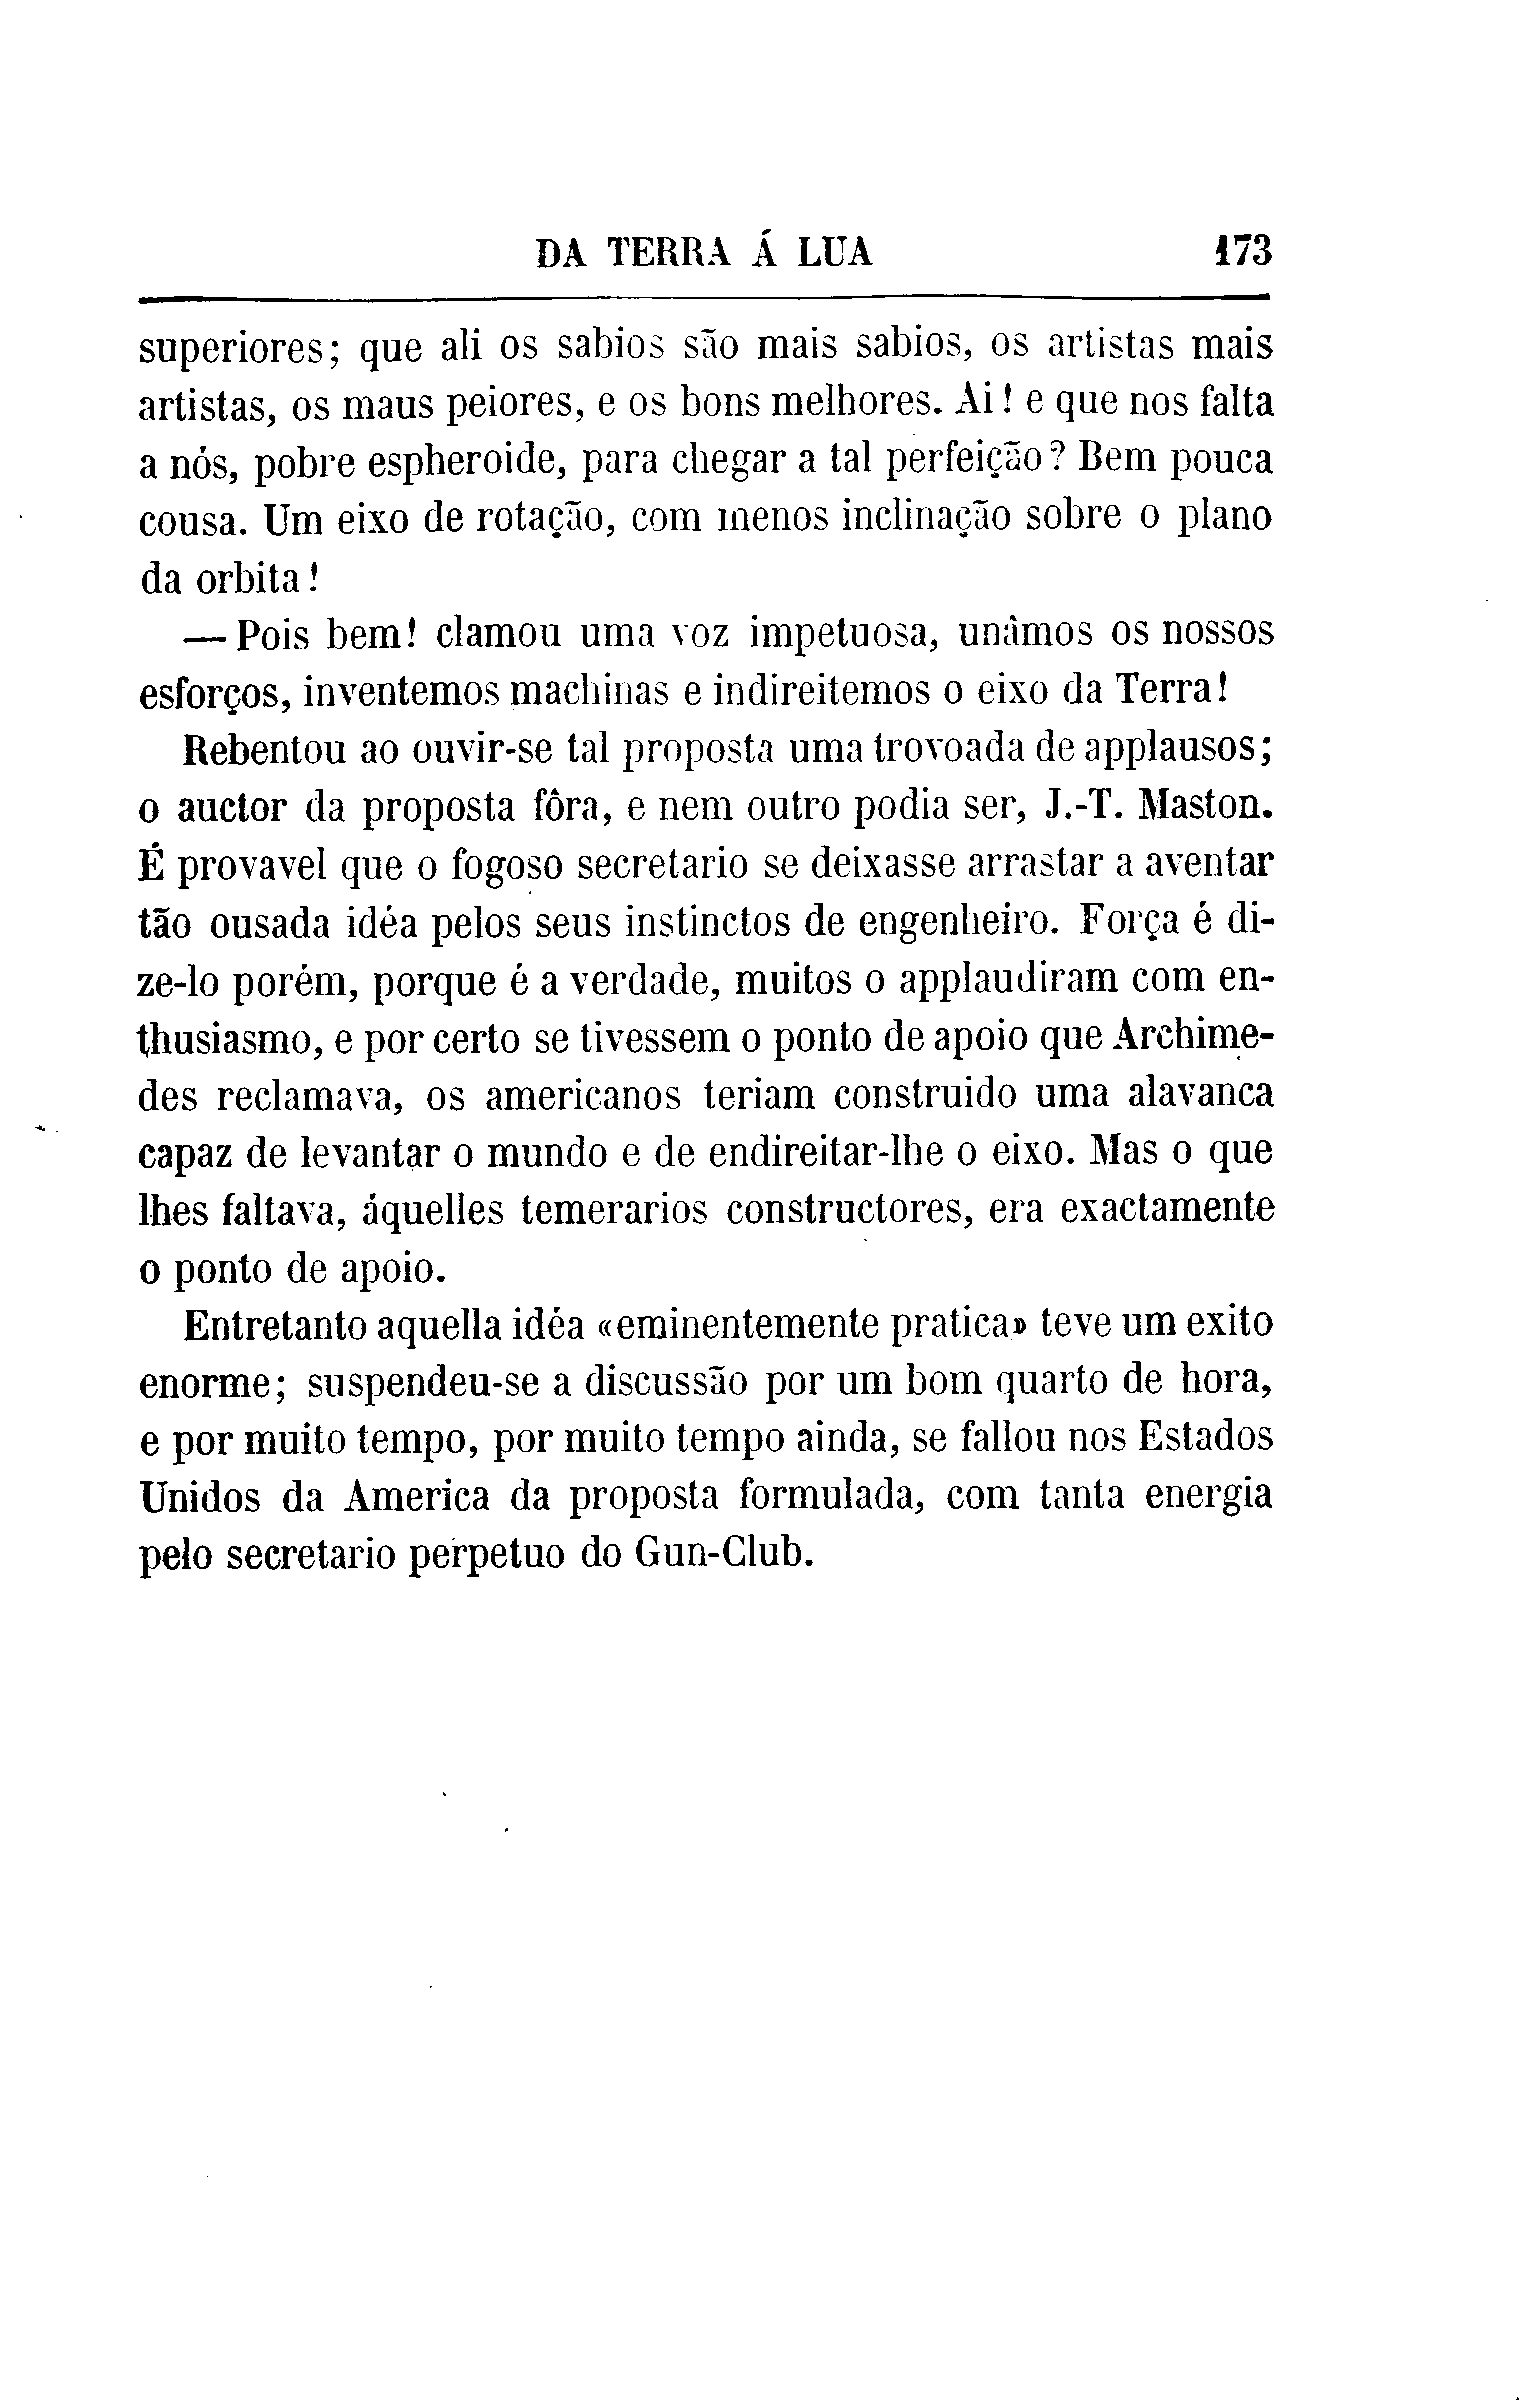 DA TERRA Á LUA 173
superiores; que ali os sabios são mais sabios, os artistas mais
artistas, os maus peiores, e os bons melhores. Ai! e que nos falta
a nós, pobre espheroide, para chegar a tal perfeição? Bem pouca
cousa. Um eixo de rotação, com menos inclinação sobre o plano
da orbita!
— Pois bem! clamou uma voz impetuosa, unâmos os nossos
esforços, inventemos machinas e indireitemos o eixo da Terra!
Rebentou ao ouvir-se tal proposta uma trovoada de applausos;
o auctor da proposta fôra, e nem outro podia ser, J.-T. Maston.
É provavel que o fogoso secretario se deixasse arrastar a aventar
tão ousada idéa pelos seus instinctos de engenheiro. Força é di-
ze-lo porém, porque é a verdade, muitos o applaudiram com en-
thusiasmo, e por certo se tivessem o ponto de apoio que Archime-
des reclamava, os americanos teriam construido uma alavanca
capaz de levantar o mundo e de endireitar-lhe o eixo. Mas o que
lhes faltava, áquelles temerarios constructores, era exactamente
o ponto de apoio.
Entretanto aquella idéa «eminentemente pratica» teve um exito
enorme; suspendeu-se a discussão por um bom quarto de hora,
e por muito tempo, por muito tempo ainda, se fallou nos Estados
Unidos da America da proposta formulada, com tanta energia
pelo secretario perpetuo do Gun-Club.